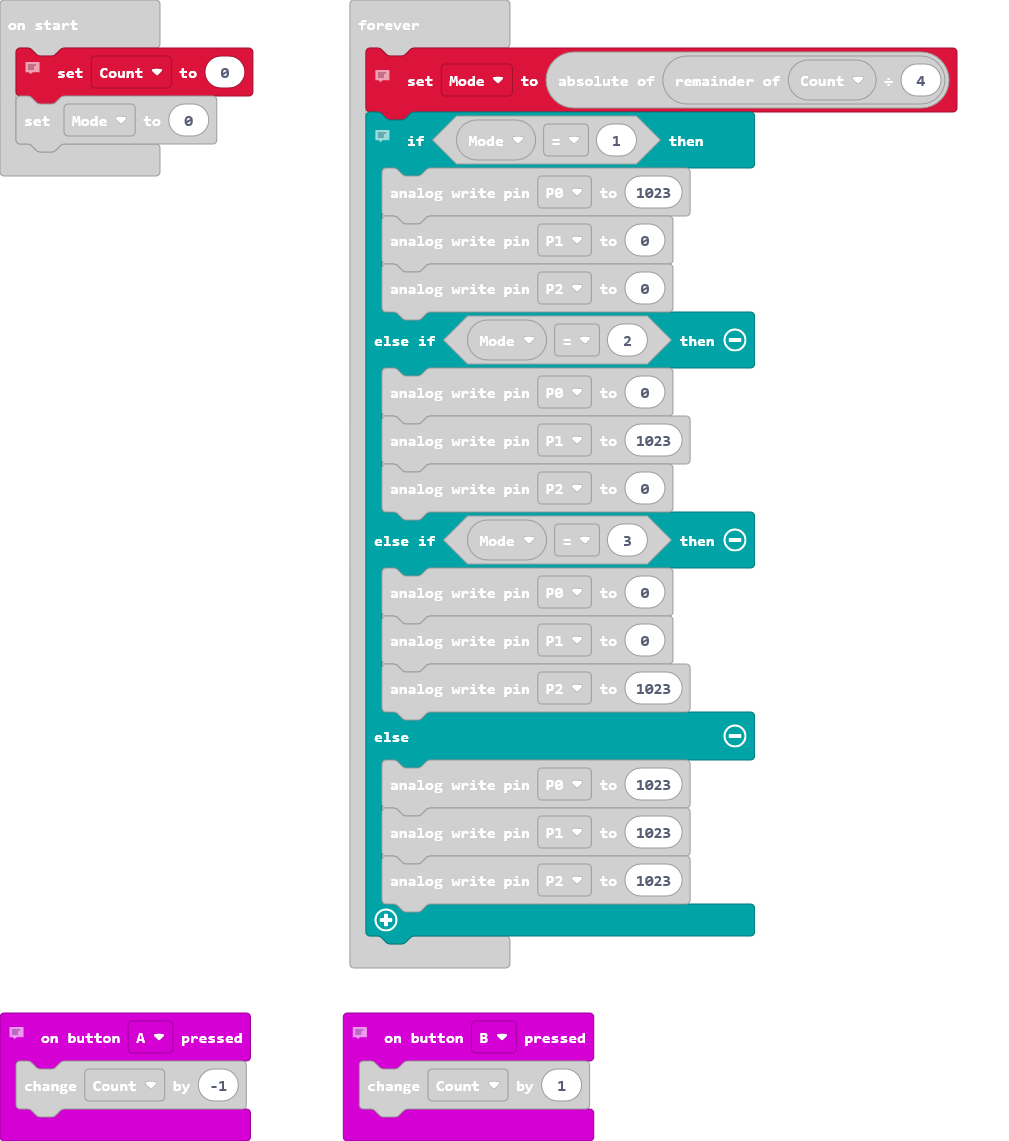 on start
set Count to 0
set Mode to 0
forever
set Mode to absolute of remainder of Count ÷ 4
if Mode = 1 then
analog write pin P0 to 1023
analog write pin P1 to 0
analog write pin P2 to 0
else if Mode = 2 then
analog write pin P0 to 0
analog write pin P1 to 1023
analog write pin P2 to 0
else if Mode = 3 then
analog write pin P0 to 0
analog write pin P1 to 0
analog write pin P2 to 1023
else
analog write pin P0 to 1023
analog write pin P1 to 1023
analog write pin P2 to 1023
on button A pressed
change Count by -1
on button B pressed
change Count by 1